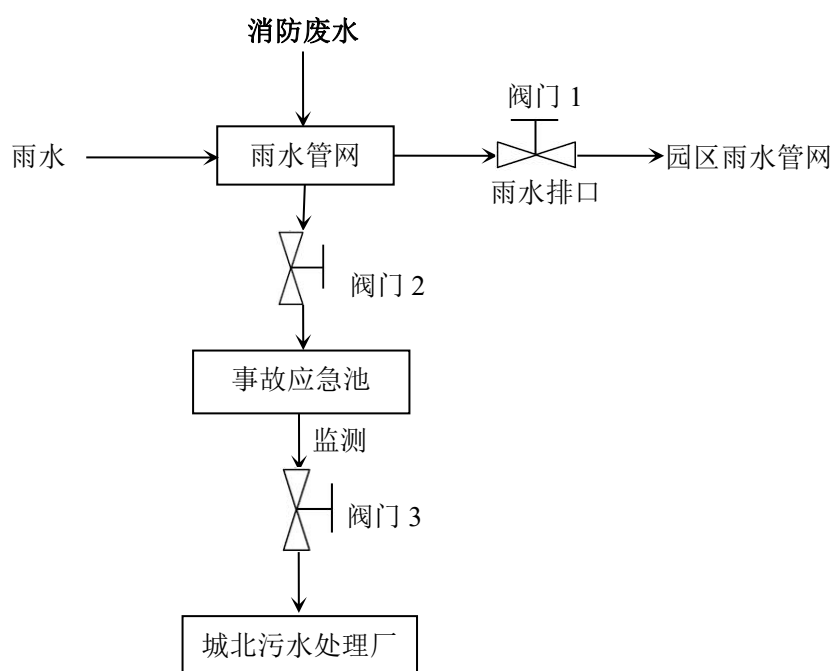 消防废水
阀门 1
雨水
雨水管网
园区雨水管网
雨水排口
阀门 2
事故应急池
监测
阀门 3
城北污水处理厂